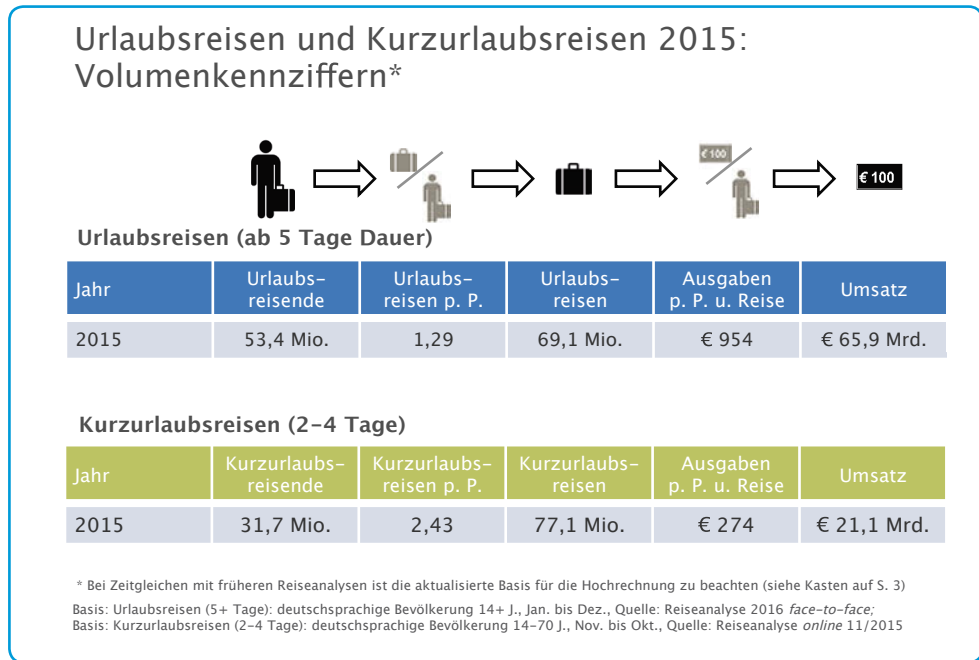 Urlaubsreisen und Kurzurlaubsreisen 2015:
Volumenkennziffern*
€ 100
€ 100
Urlaubsreisen (ab 5 Tage Dauer)
Jahr Urlaubs- Urlaubs- Urlaubs- Ausgaben Umsatz
reisende reisen p. P. reisen p. P. u. Reise
2015 53,4 Mio. 1,29 69,1 Mio. € 954 € 65,9 Mrd.
Kurzurlaubsreisen (2-4 Tage)
Jahr Kurzurlaubs- Kurzurlaubs- Kurzurlaubs- Ausgaben Umsatz
reisende reisen p. P. reisen p. P. u. Reise
2015 31,7 Mio. 2,43 77,1 Mio. € 274 € 21,1 Mrd.
* Bei Zeitgleichen mit früheren Reiseanalysen ist die aktualisierte Basis für die Hochrechnung zu beachten (siehe Kasten auf S. 3)
Basis: Urlaubsreisen (5+ Tage): deutschsprachige Bevölkerung 14+ J., Jan. bis Dez., Quelle: Reiseanalyse 2016 face-to-face;
Basis: Kurzurlaubsreisen (2-4 Tage): deutschsprachige Bevölkerung 14-70 J., Nov. bis Okt., Quelle: Reiseanalyse online 11/2015